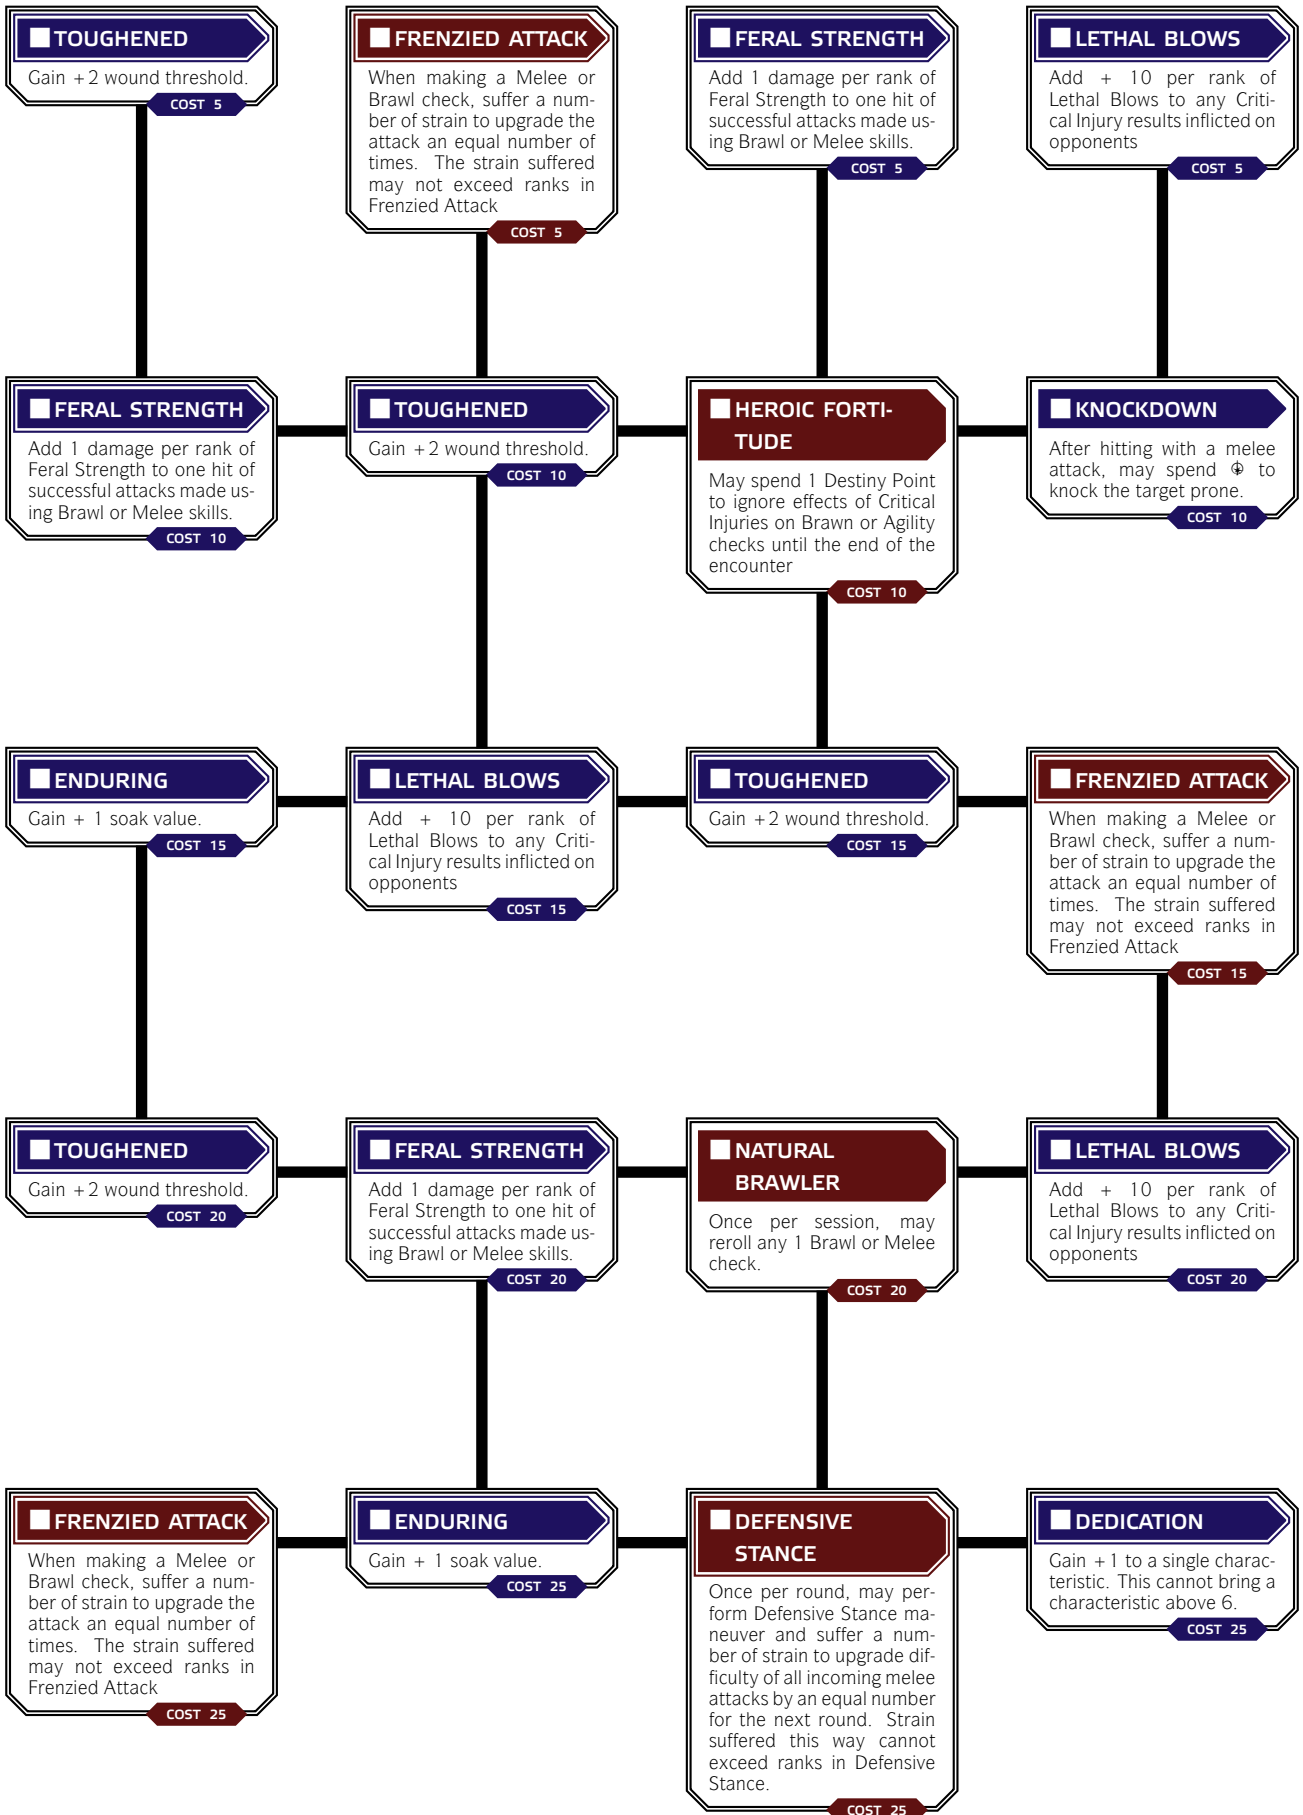 TOUGHENED
Gain +2 wound threshold.
COST 5
FRENZIED ATTACK
When making a Melee or
Brawl check, suffer a num-
ber of strain to upgrade the
attack an equal number of
times. The strain suffered
may not exceed ranks in
Frenzied Attack
COST 5
FERAL STRENGTH
Add 1 damage per rank of
Feral Strength to one hit of
successful attacks made us-
ing Brawl or Melee skills.
COST 5
LETHAL BLOWS
Add + 10 per rank of
Lethal Blows to any Criti-
cal Injury results inflicted on
opponents
COST 5
FERAL STRENGTH
Add 1 damage per rank of
Feral Strength to one hit of
successful attacks made us-
ing Brawl or Melee skills.
COST 10
TOUGHENED
Gain +2 wound threshold.
COST 10
HEROIC FORTI-
TUDE
May spend 1 Destiny Point
to ignore effects of Critical
Injuries on Brawn or Agility
checks until the end of the
encounter
COST 10
KNOCKDOWN
After hitting with a melee
attack, may spend to
knock the target prone.
COST 10
ENDURING
Gain + 1 soak value.
COST 15
LETHAL BLOWS
Add + 10 per rank of
Lethal Blows to any Criti-
cal Injury results inflicted on
opponents
COST 15
TOUGHENED
Gain +2 wound threshold.
COST 15
FRENZIED ATTACK
When making a Melee or
Brawl check, suffer a num-
ber of strain to upgrade the
attack an equal number of
times. The strain suffered
may not exceed ranks in
Frenzied Attack
COST 15
TOUGHENED
Gain +2 wound threshold.
COST 20
FERAL STRENGTH
Add 1 damage per rank of
Feral Strength to one hit of
successful attacks made us-
ing Brawl or Melee skills.
COST 20
NATURAL
BRAWLER
Once per session, may
reroll any 1 Brawl or Melee
check.
COST 20
LETHAL BLOWS
Add + 10 per rank of
Lethal Blows to any Criti-
cal Injury results inflicted on
opponents
COST 20
FRENZIED ATTACK
When making a Melee or
Brawl check, suffer a num-
ber of strain to upgrade the
attack an equal number of
times. The strain suffered
may not exceed ranks in
Frenzied Attack
COST 25
ENDURING
Gain + 1 soak value.
COST 25
DEFENSIVE
STANCE
Once per round, may per-
form Defensive Stance ma-
neuver and suffer a num-
ber of strain to upgrade dif-
ficulty of all incoming melee
attacks by an equal number
for the next round. Strain
suffered this way cannot
exceed ranks in Defensive
Stance.
COST 25
DEDICATION
Gain +1 to a single charac-
teristic. This cannot bring a
characteristic above 6.
COST 25